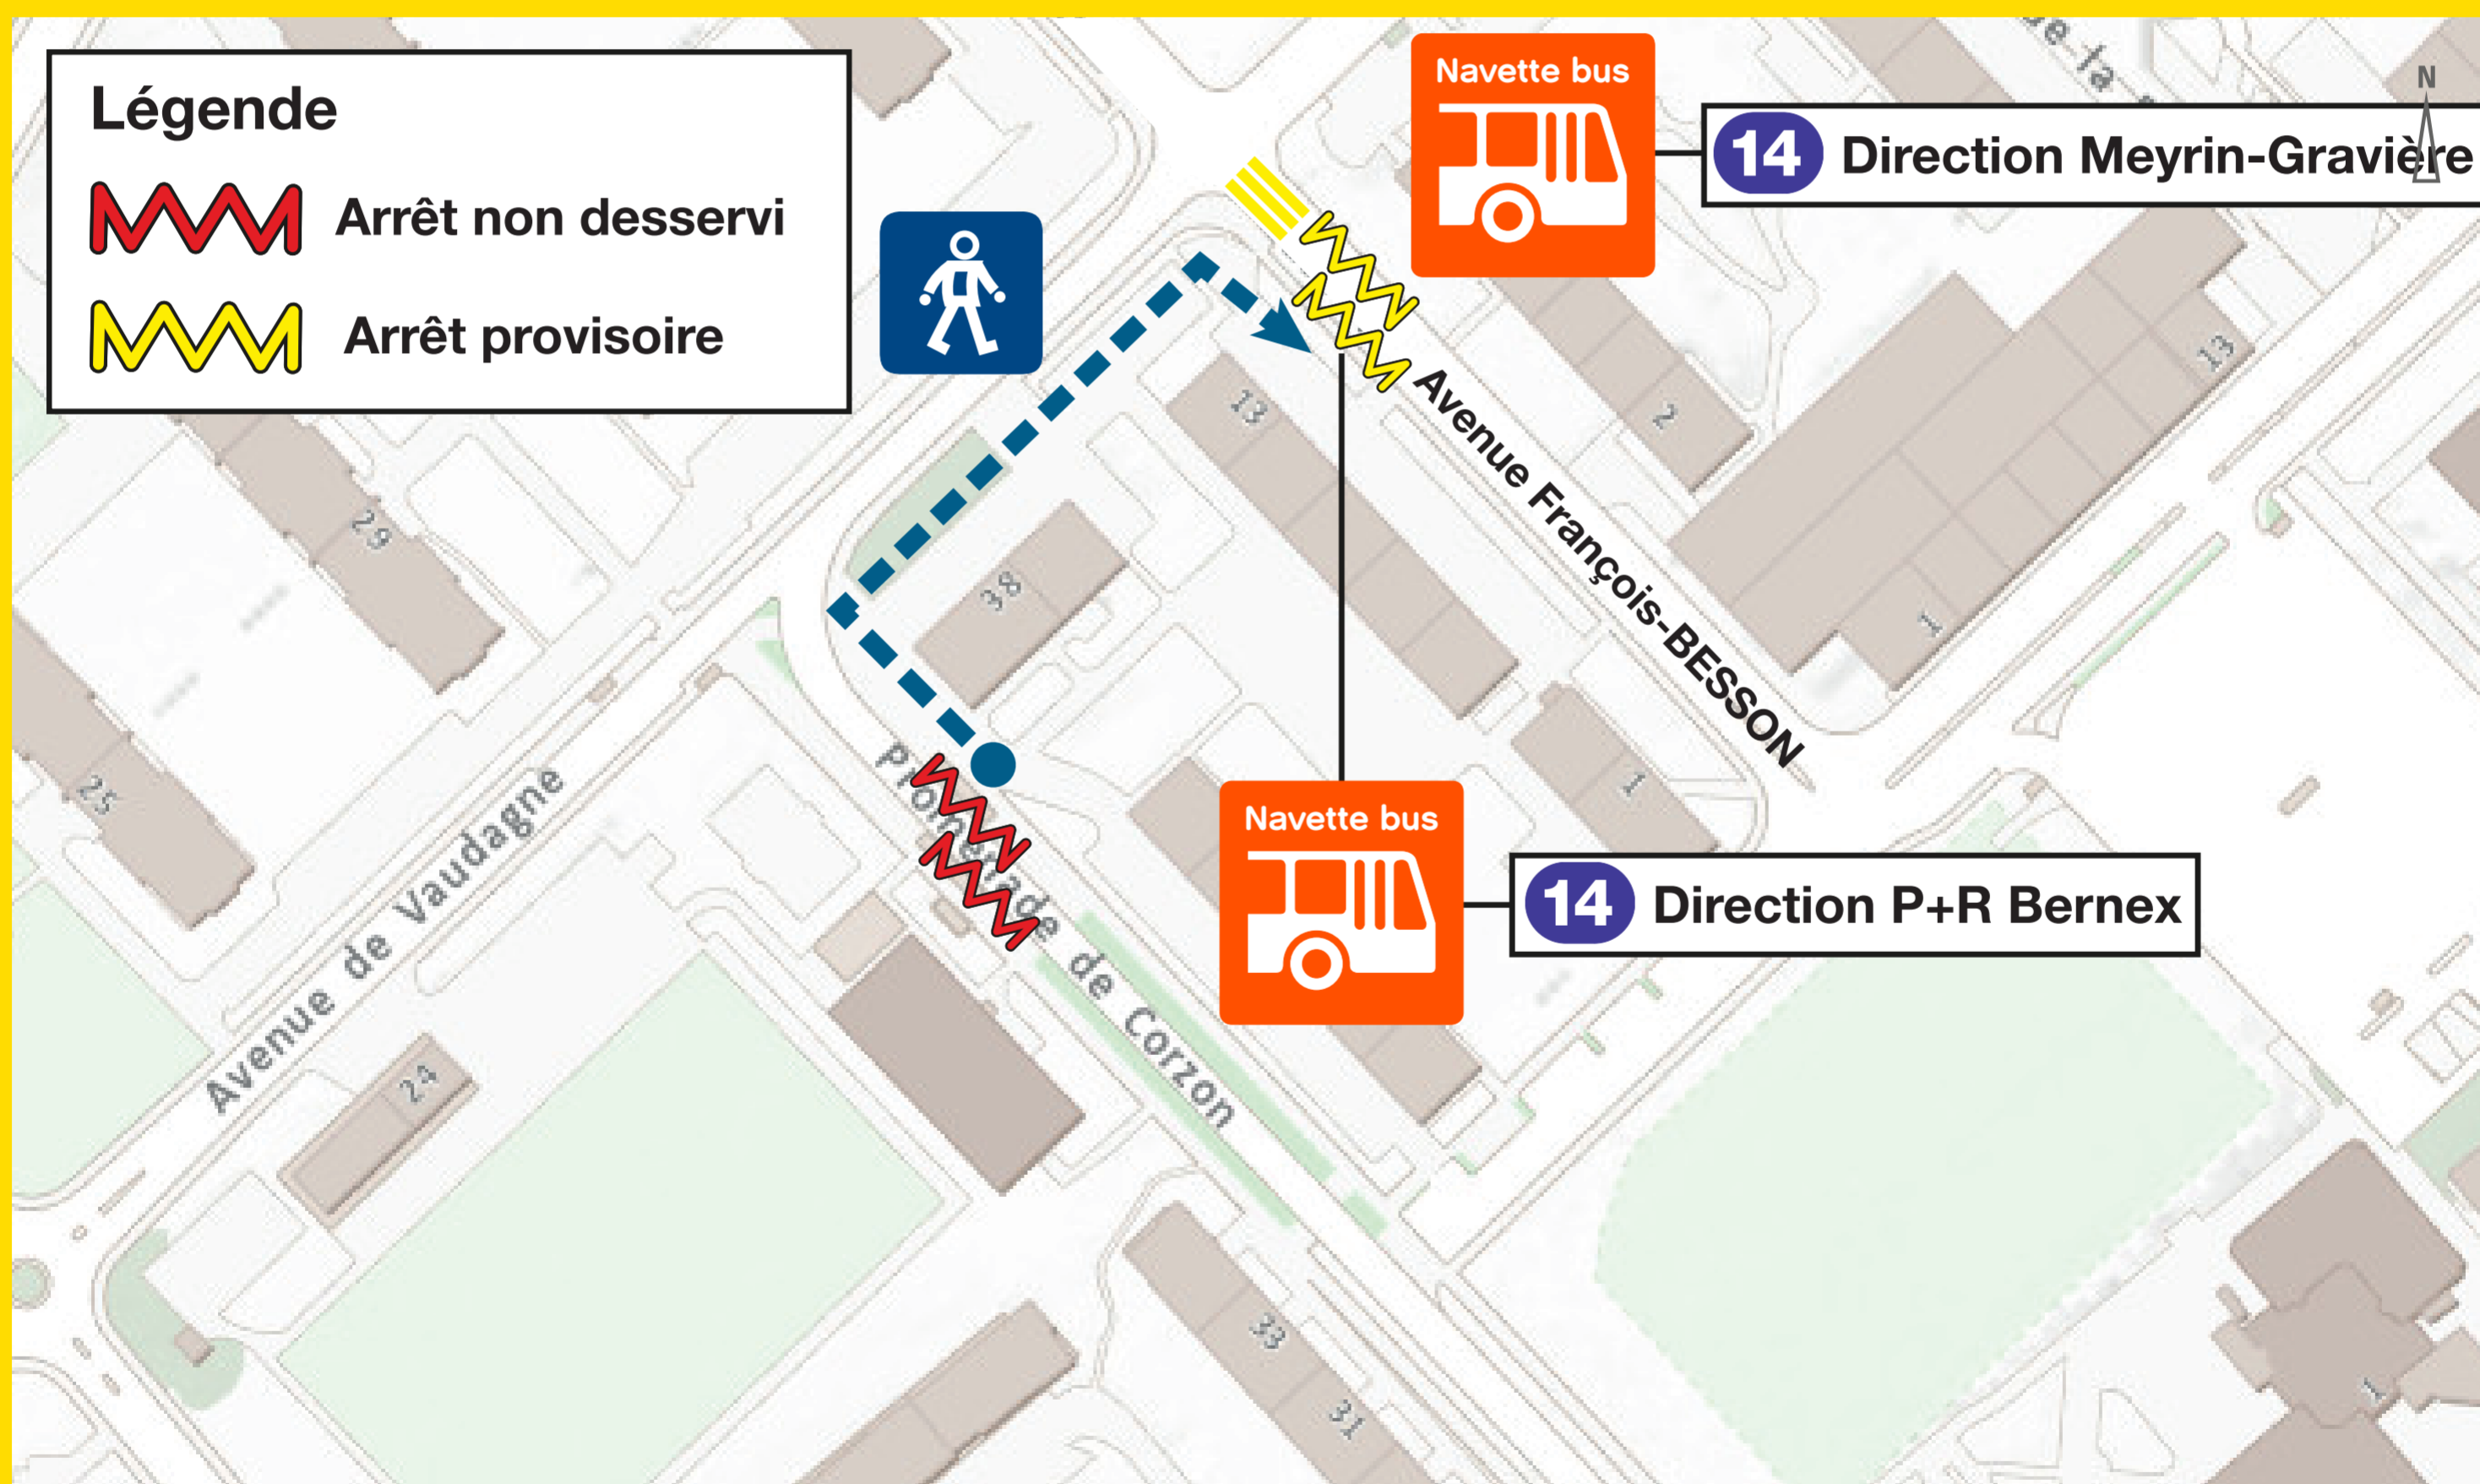 Légende
Arrêt non desservi
Arrêt provisoire
Navette bus
14 Direction Meyrin-Gravière
N
Avenue François-BESSON
Navette bus
14 Direction P+R Bernex
Avenue de Vaudagne
de Corzon
13
2
13
29
38
1
1
25
24
33
31
1